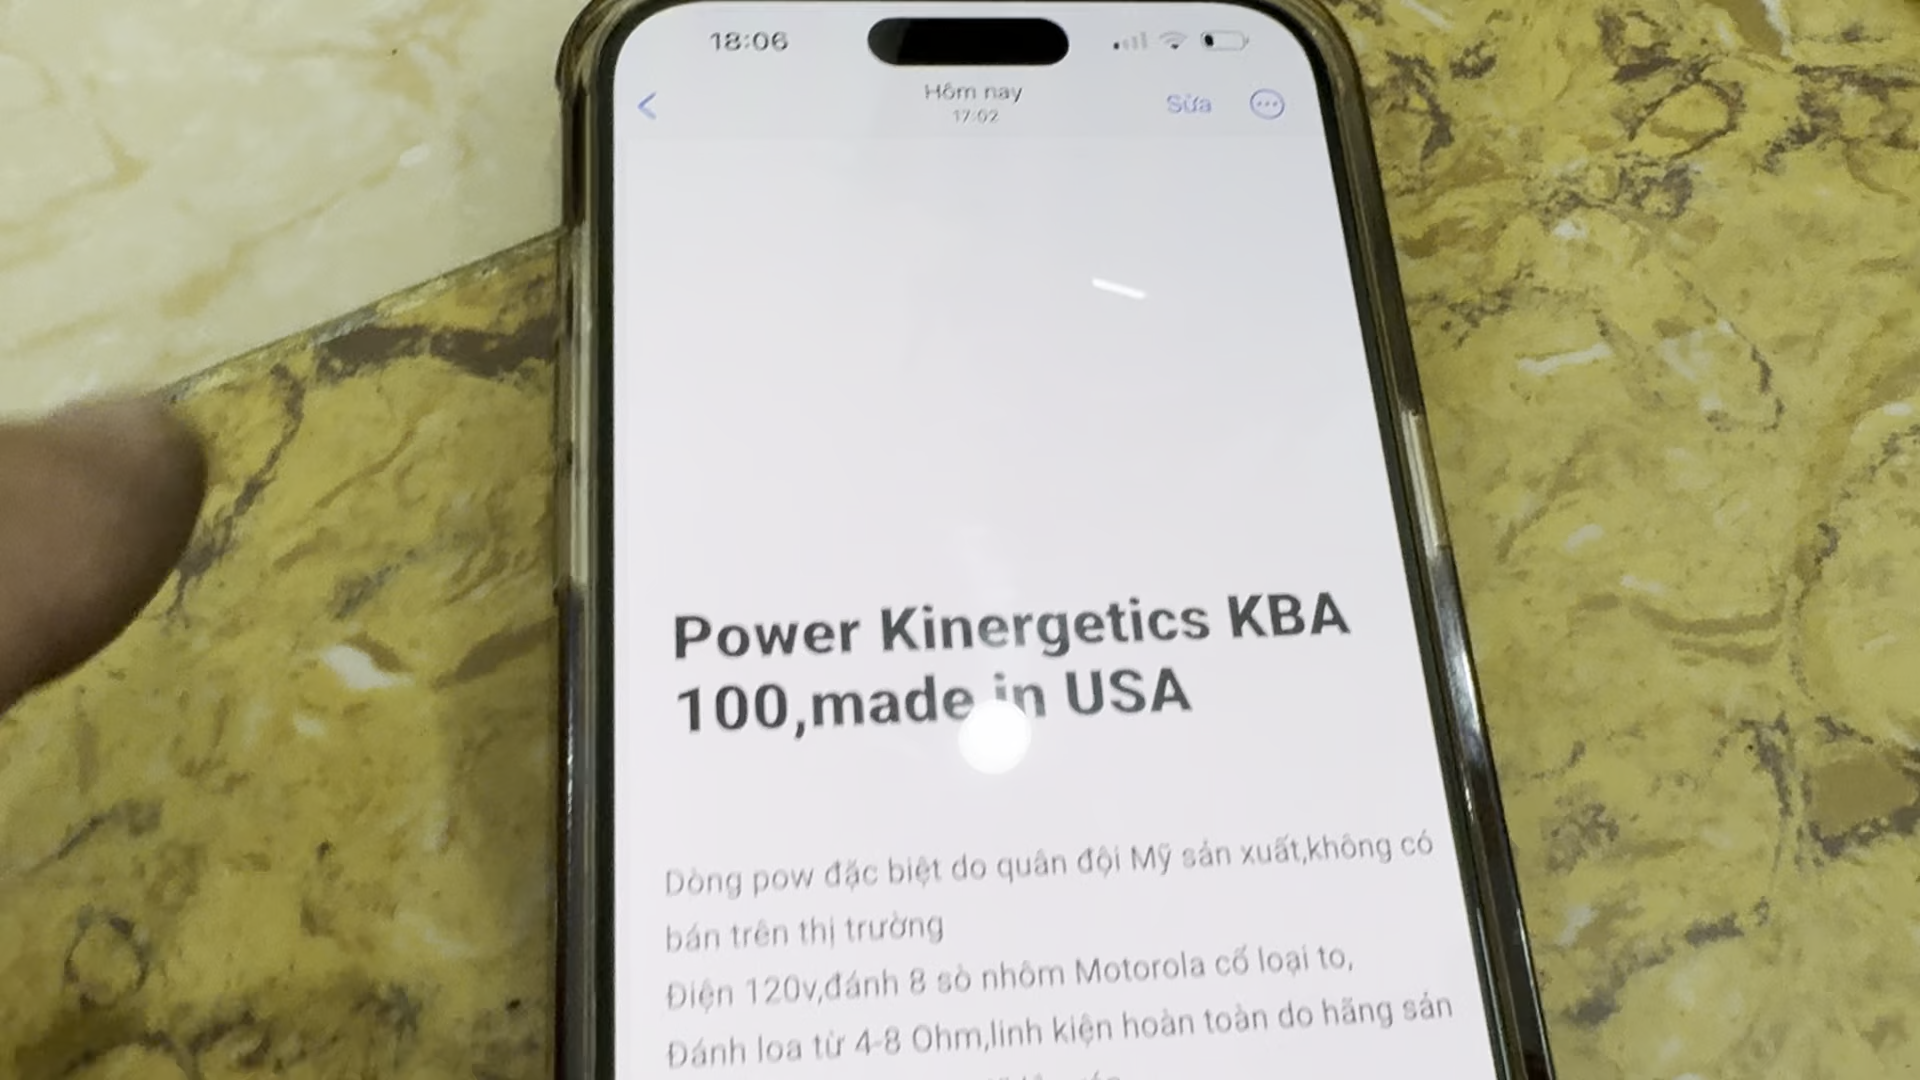 18:06
Hôm nay
17:02
Sửa
Power Kinergetics KBA
100,made in USA
Dòng pow đặc biệt do quân đội Mỹ sản xuất,không có
bán trên thị trường
Điện 120v,đánh 8 sò nhôm Motorola cổ loại to,
Đánh loa từ 4-8 Ohm,linh kiện hoàn toàn do hãng sản